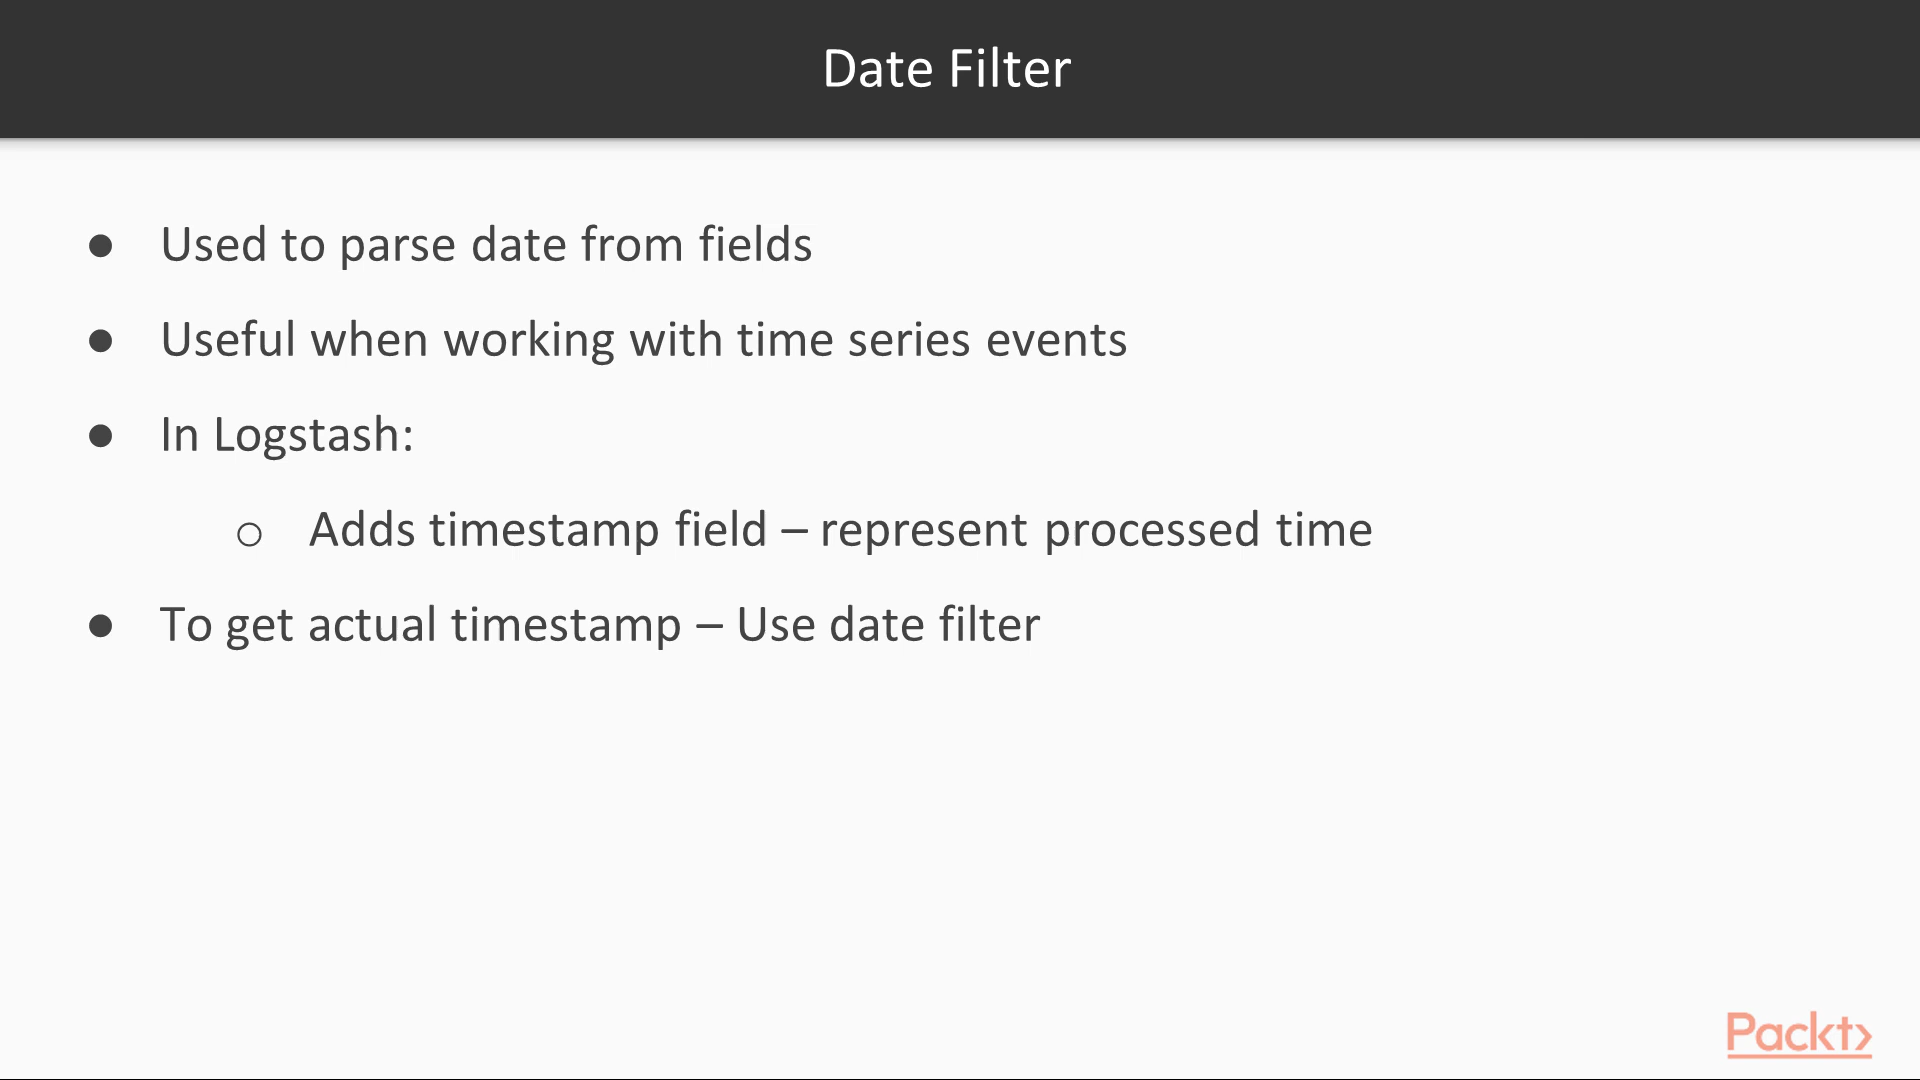 Date Filter
● Used to parse date from fields
● Useful when working with time series events
● In Logstash:
○ Adds timestamp field – represent processed time
● To get actual timestamp – Use date filter
Packt>